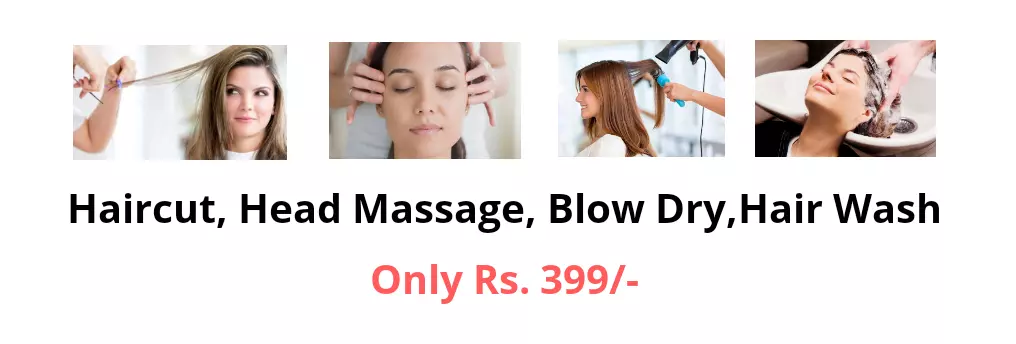 Haircut, Head Massage, Blow Dry,Hair Wash
Only Rs. 399/-